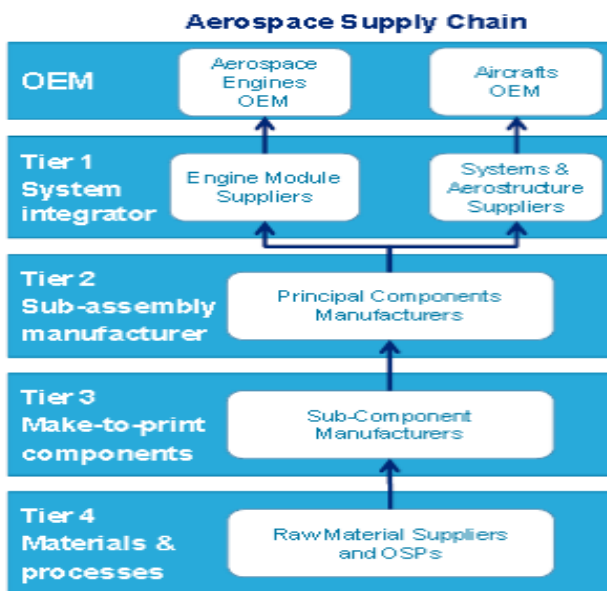 Aerospace Supply Chain
OEM
Aerospace
Engines
OEM
Aircrafts
OEM
Tier 1
System
integrator
Engine Module
Suppliers
Systems &
Aerostructure
Suppliers
Tier 2
Sub-assembly
manufacturer
Principal Components
Manufacturers
Tier 3
Make-to-print
components
Sub-Component
Manufacturers
Tier 4
Materials &
processes
Raw Material Suppliers
and OSPs